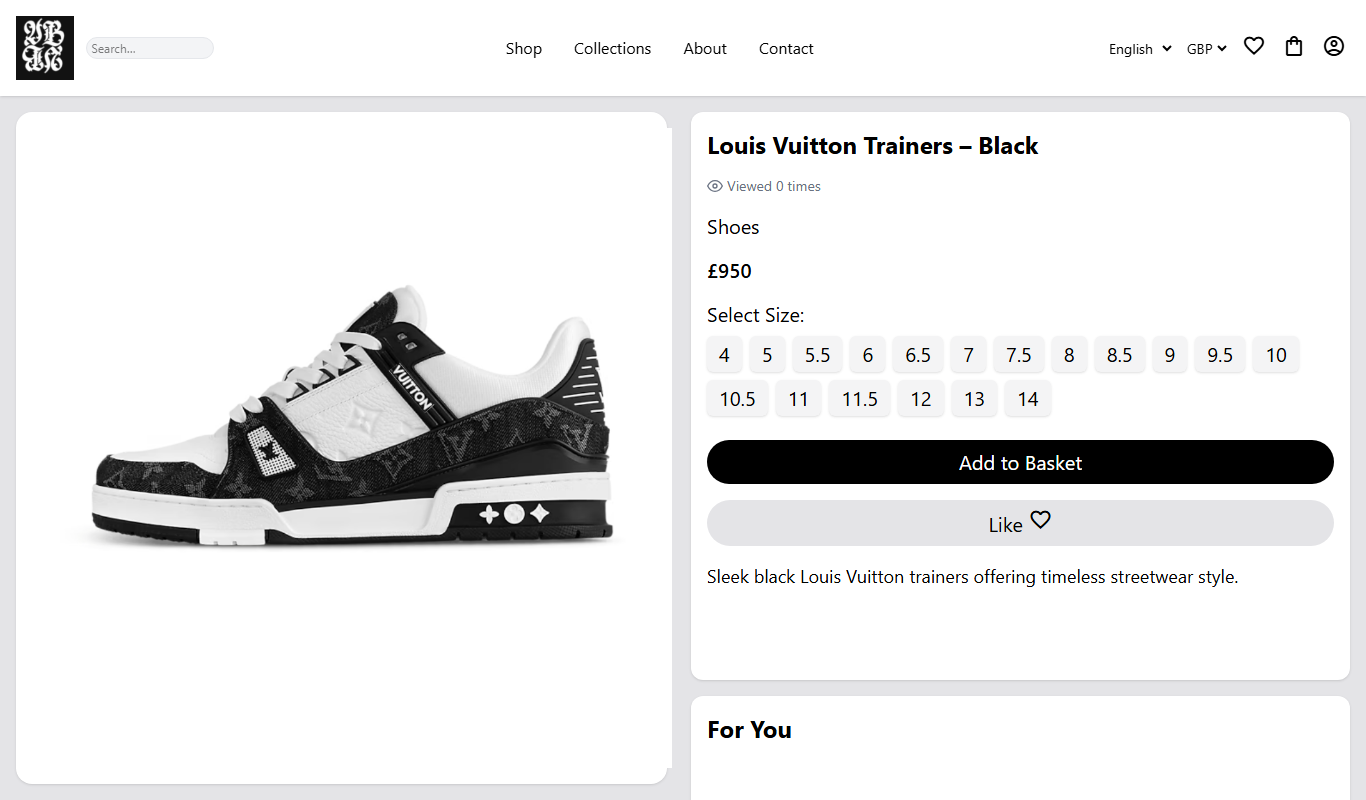 Search...
Shop Collections About Contact
English GBP
VUITTON
Louis Vuitton Trainers – Black
Viewed 0 times
Shoes
£950
Select Size:
4 5 5.5 6 6.5 7 7.5 8 8.5 9 9.5 10
10.5 11 11.5 12 13 14
Add to Basket
Like
Sleek black Louis Vuitton trainers offering timeless streetwear style.
For You